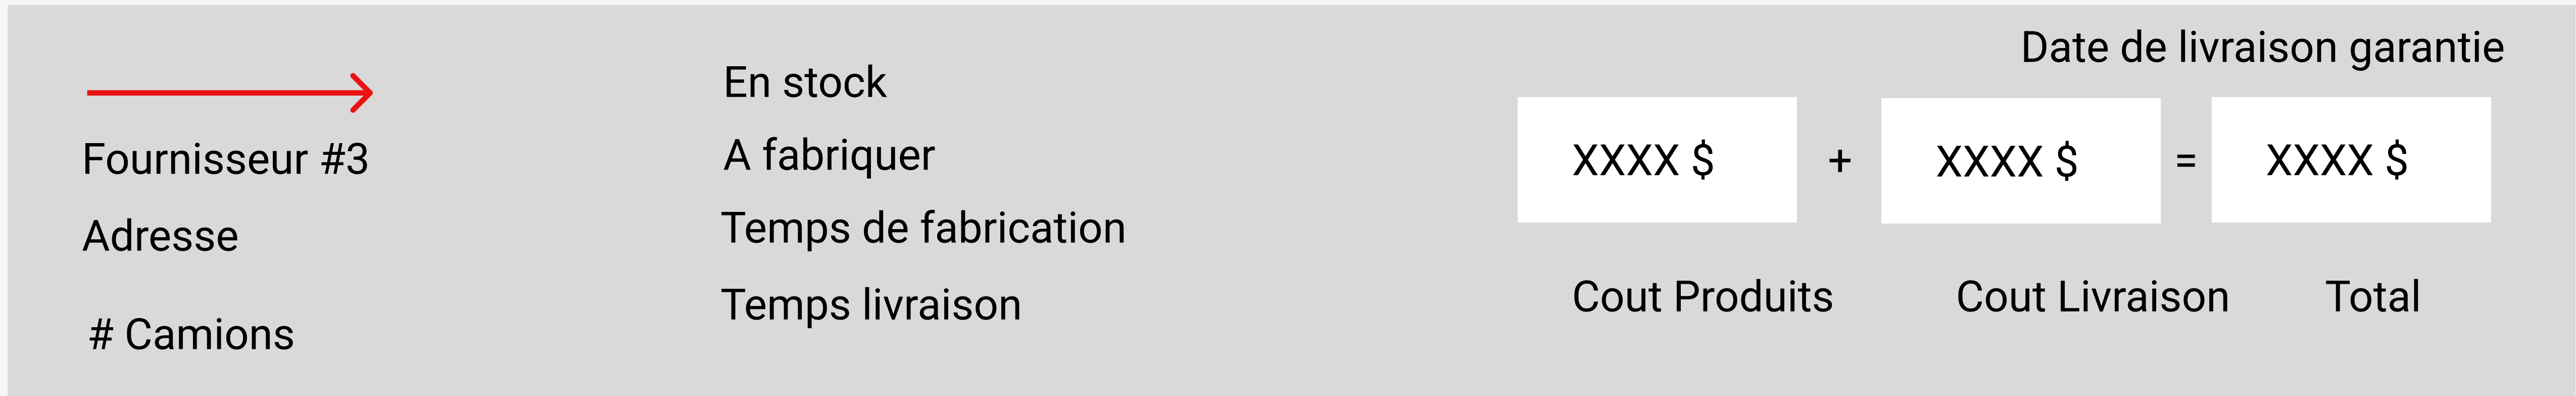 Fournisseur #3
Adresse
# Camions
En stock
A fabriquer
Temps de fabrication
Temps livraison
Date de livraison garantie
XXXX $ + XXXX $ = XXXX $
Cout Produits Cout Livraison Total